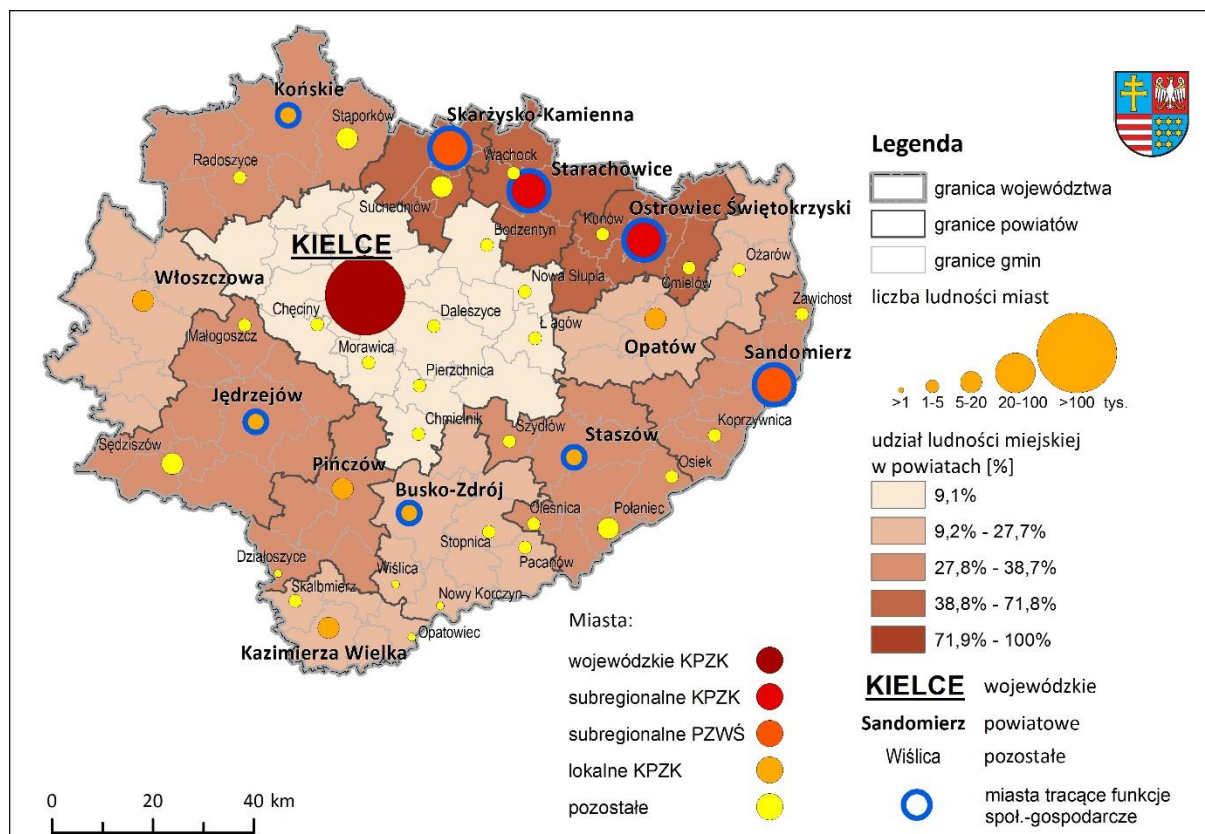 Końskie
Stąporków
Radoszyce
Skarżysko-Kamienna
Wąchock
Starachowice
Suchedniów
Kunów
Ostrowiec Świętokrzyski
Bodzentyn
KIELCE
Nowa Słupia
Ćmielów
Ożarów
Włoszczowa
Chęciny
Daleszyce
Łagów
Zawichost
Małogoszcz
Morawica
Opatów
Sandomierz
Pierzchnica
Jędrzejów
Chmielnik
Szydłów
Staszów
Koprzywnica
Sędziszów
Pińczów
Osiek
Busko-Zdrój
Oleśnica
Połaniec
Stopnica
Pacanów
Działoszyce
Wiślica
Skalbmierz
Nowy Korczyn
Opatowiec
Kazimierza Wielka
0 20 40 km
Miasta:
wojewódzkie KPZK
subregionalne KPZK
subregionalne PZWŚ
lokalne KPZK
pozostałe
Legenda
granica województwa
granice powiatów
granice gmin
liczba ludności miast
>1 1-5 5-20 20-100 >100 tys.
udział ludności miejskiej
w powiatach [%]
9,1%
9,2% - 27,7%
27,8% - 38,7%
38,8% - 71,8%
71,9% - 100%
KIELCE wojewódzkie
Sandomierz powiatowe
Wiślica pozostałe
miasta tracące funkcje
społ.-gospodarcze